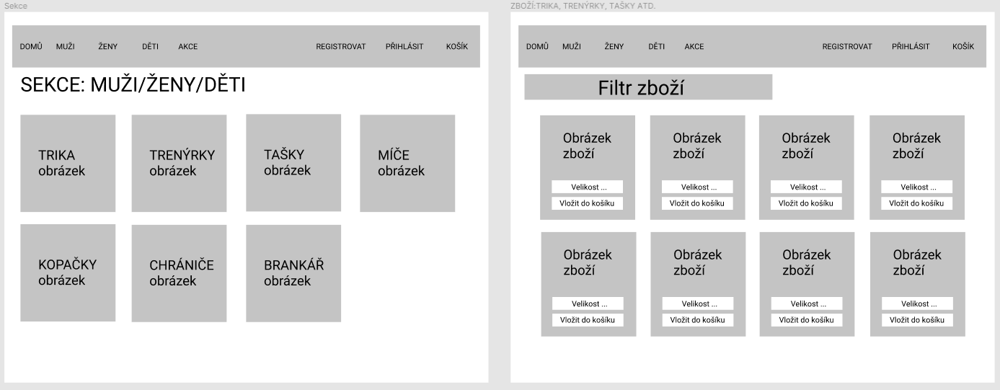 Sekce
DOMŮ MUŽI ŽENY DĚTI AKCE REGISTROVAT PŘIHLÁSIT KOŠÍK
SEKCE: MUŽI/ŽENY/DĚTI
TRIKA
obrázek
TRENÝRKY
obrázek
TAŠKY
obrázek
MÍČE
obrázek
KOPAČKY
obrázek
CHRÁNIČE
obrázek
BRANKÁŘ
obrázek
ZBOŽÍ:TRIKA, TRENÝRKY, TAŠKY ATD.
DOMŮ MUŽI ŽENY DĚTI AKCE REGISTROVAT PŘIHLÁSIT KOŠÍK
Filtr zboží
Obrázek
zboží
Velikost ...
Vložit do košíku
Obrázek
zboží
Velikost ...
Vložit do košíku
Obrázek
zboží
Velikost ...
Vložit do košíku
Obrázek
zboží
Velikost ...
Vložit do košíku
Obrázek
zboží
Velikost ...
Vložit do košíku
Obrázek
zboží
Velikost ...
Vložit do košíku
Obrázek
zboží
Velikost ...
Vložit do košíku
Obrázek
zboží
Velikost ...
Vložit do košíku